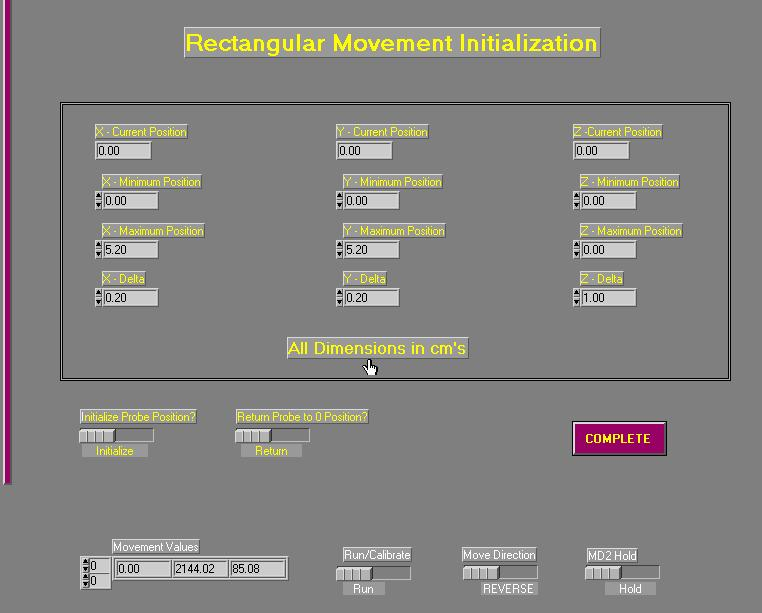 Rectangular Movement Initialization
X - Current Position Y - Current Position Z -Current Position
0.00 0.00 0.00
X - Minimum Position Y - Minimum Position Z - Minimum Position
0.00 0.00 0.00
X - Maximum Position Y - Maximum Position Z - Maximum Position
5.20 5.20 0.00
X - Delta Y - Delta Z - Delta
0.20 0.20 1.00
All Dimensions in cm's
Initialize Probe Position? Return Probe to 0 Position?
COMPLETE
Initialize Return
Movement Values Run/Calibrate Move Direction MD2 Hold
0 0.00 2144.02 85.08
0
Run REVERSE Hold